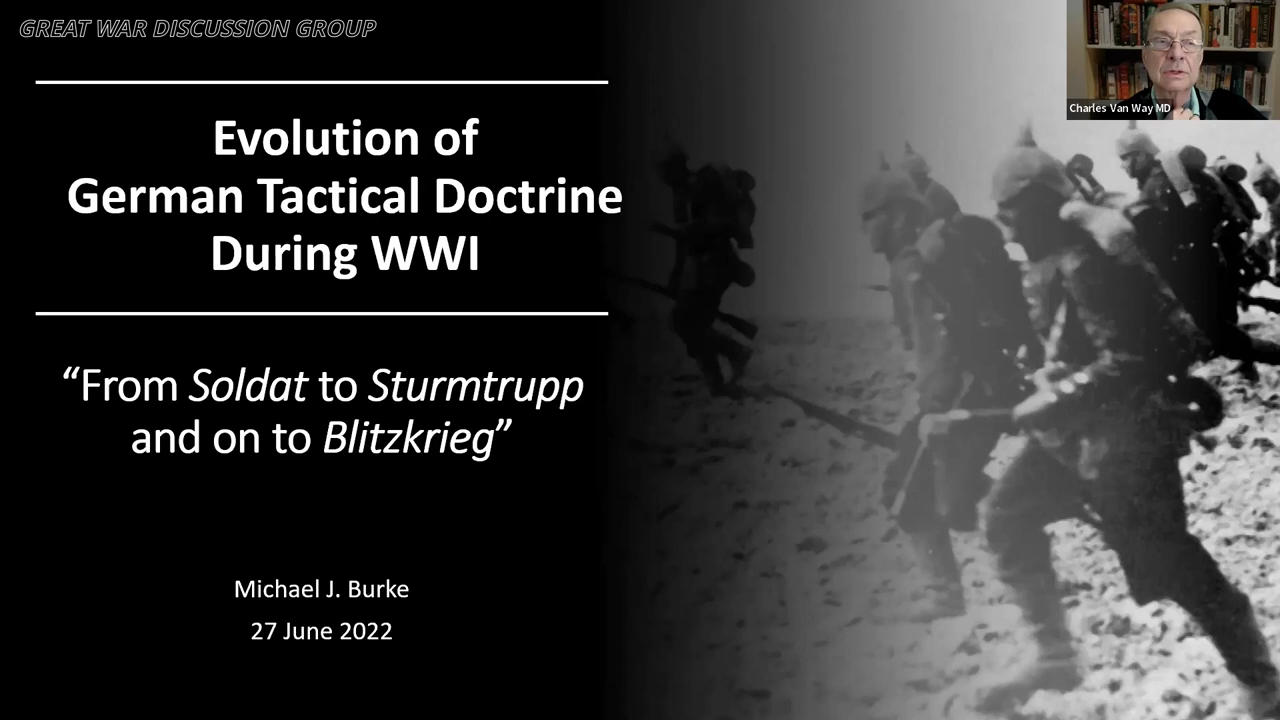 GREAT WAR DISCUSSION GROUP
Charles Van Way MD
Evolution of
German Tactical Doctrine
During WWI
“From Soldat to Sturmtrupp
and on to Blitzkrieg”
Michael J. Burke
27 June 2022